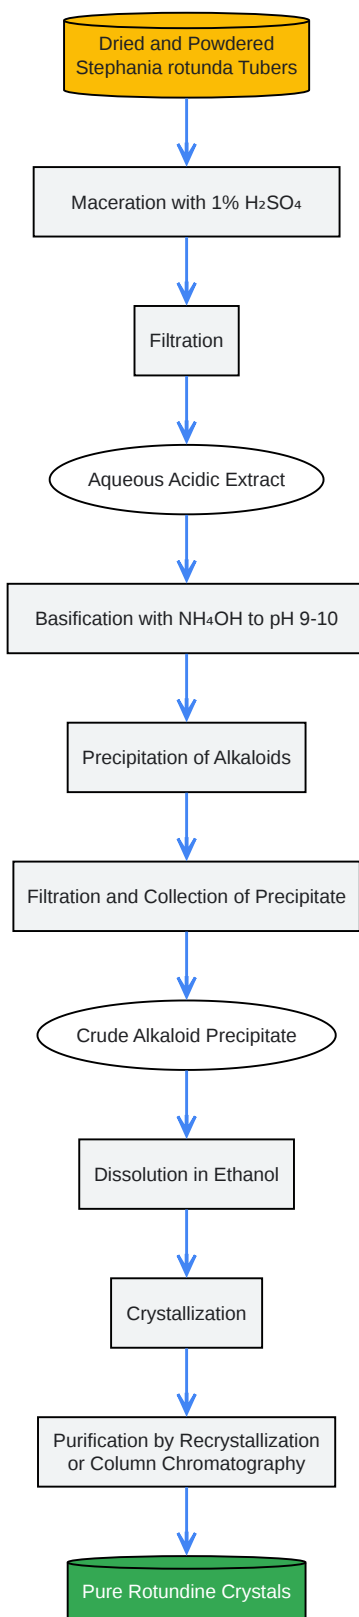 Dried and Powdered
Stephania rotunda Tubers
Maceration with 1% H₂SO₄
Filtration
Aqueous Acidic Extract
Basification with NH₄OH to pH 9-10
Precipitation of Alkaloids
Filtration and Collection of Precipitate
Crude Alkaloid Precipitate
Dissolution in Ethanol
Crystallization
Purification by Recrystallization
or Column Chromatography
Pure Rotundine Crystals